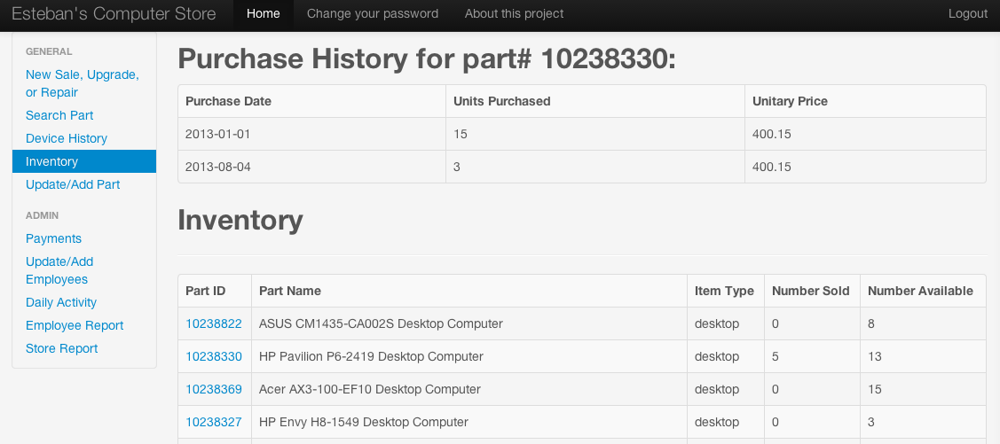 Esteban's Computer Store Home Change your password About this project Logout
GENERAL
New Sale, Upgrade,
or Repair
Search Part
Device History
Inventory
Update/Add Part
ADMIN
Payments
Update/Add
Employees
Daily Activity
Employee Report
Store Report
Purchase History for part# 10238330:
Purchase Date Units Purchased Unitary Price
2013-01-01 15 400.15
2013-08-04 3 400.15
Inventory
Part ID Part Name Item Type Number Sold Number Available
10238822 ASUS CM1435-CA002S Desktop Computer desktop 0 8
10238330 HP Pavilion P6-2419 Desktop Computer desktop 5 13
10238369 Acer AX3-100-EF10 Desktop Computer desktop 0 15
10238327 HP Envy H8-1549 Desktop Computer desktop 0 3